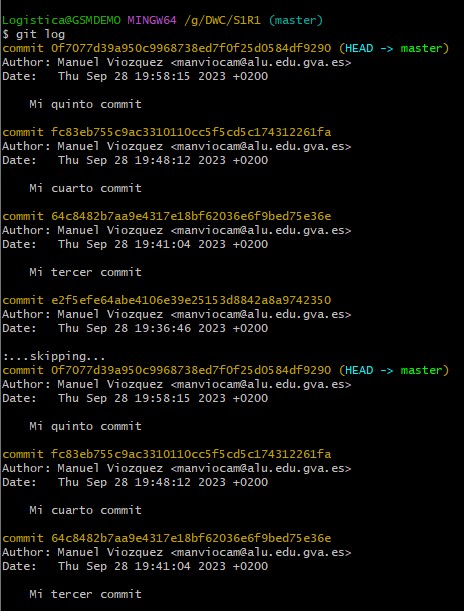 Logistica@GSMDEMO MINGW64 /g/DWC/S1R1 (master)
$ git log
commit 0f7077d39a950c9968738ed7f0f25d0584df9290 (HEAD -> master)
Author: Manuel Viozquez <manviocam@alu.edu.gva.es>
Date:   Thu Sep 28 19:58:15 2023 +0200
    Mi quinto commit
commit fc83eb755c9ac3310110cc5f5cd5c174312261fa
Author: Manuel Viozquez <manviocam@alu.edu.gva.es>
Date:   Thu Sep 28 19:48:12 2023 +0200
    Mi cuarto commit
commit 64c8482b7aa9e4317e18bf62036e6f9bed75e36e
Author: Manuel Viozquez <manviocam@alu.edu.gva.es>
Date:   Thu Sep 28 19:41:04 2023 +0200
    Mi tercer commit
commit e2f5efe64abe4106e39e25153d8842a8a9742350
Author: Manuel Viozquez <manviocam@alu.edu.gva.es>
Date:   Thu Sep 28 19:36:46 2023 +0200
:...skipping...
commit 0f7077d39a950c9968738ed7f0f25d0584df9290 (HEAD -> master)
Author: Manuel Viozquez <manviocam@alu.edu.gva.es>
Date:   Thu Sep 28 19:58:15 2023 +0200
    Mi quinto commit
commit fc83eb755c9ac3310110cc5f5cd5c174312261fa
Author: Manuel Viozquez <manviocam@alu.edu.gva.es>
Date:   Thu Sep 28 19:48:12 2023 +0200
    Mi cuarto commit
commit 64c8482b7aa9e4317e18bf62036e6f9bed75e36e
Author: Manuel Viozquez <manviocam@alu.edu.gva.es>
Date:   Thu Sep 28 19:41:04 2023 +0200
    Mi tercer commit